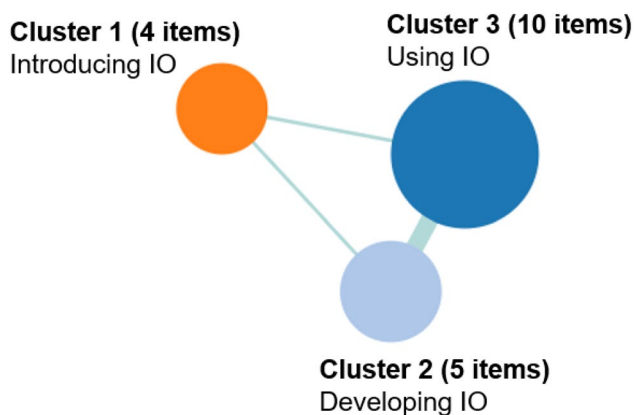 Cluster 1 (4 items)
Introducing IO
Cluster 3 (10 items)
Using IO
Cluster 2 (5 items)
Developing IO